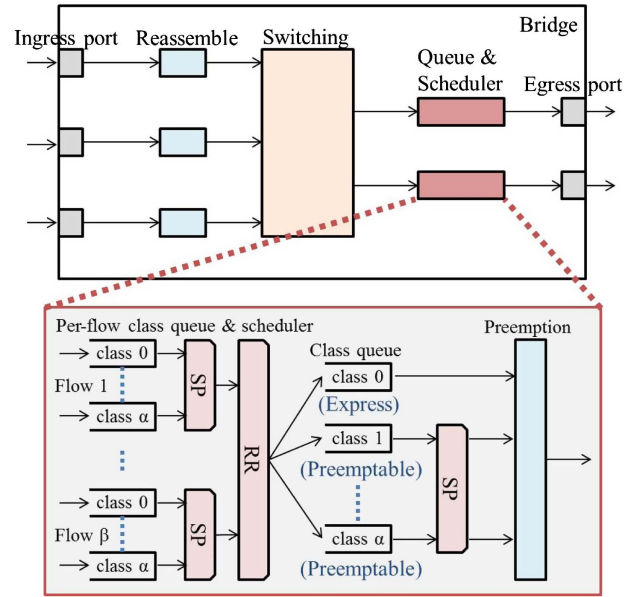 Bridge
Ingress port
Reassemble
Switching
Queue &
Scheduler
Egress port
Per-flow class queue & scheduler
Preemption
class 0
Flow 1
class α
SP
class 0
Flow β
class α
SP
RR
Class queue
class 0
(Express)
class 1
(Preemptable)
class α
(Preemptable)
SP